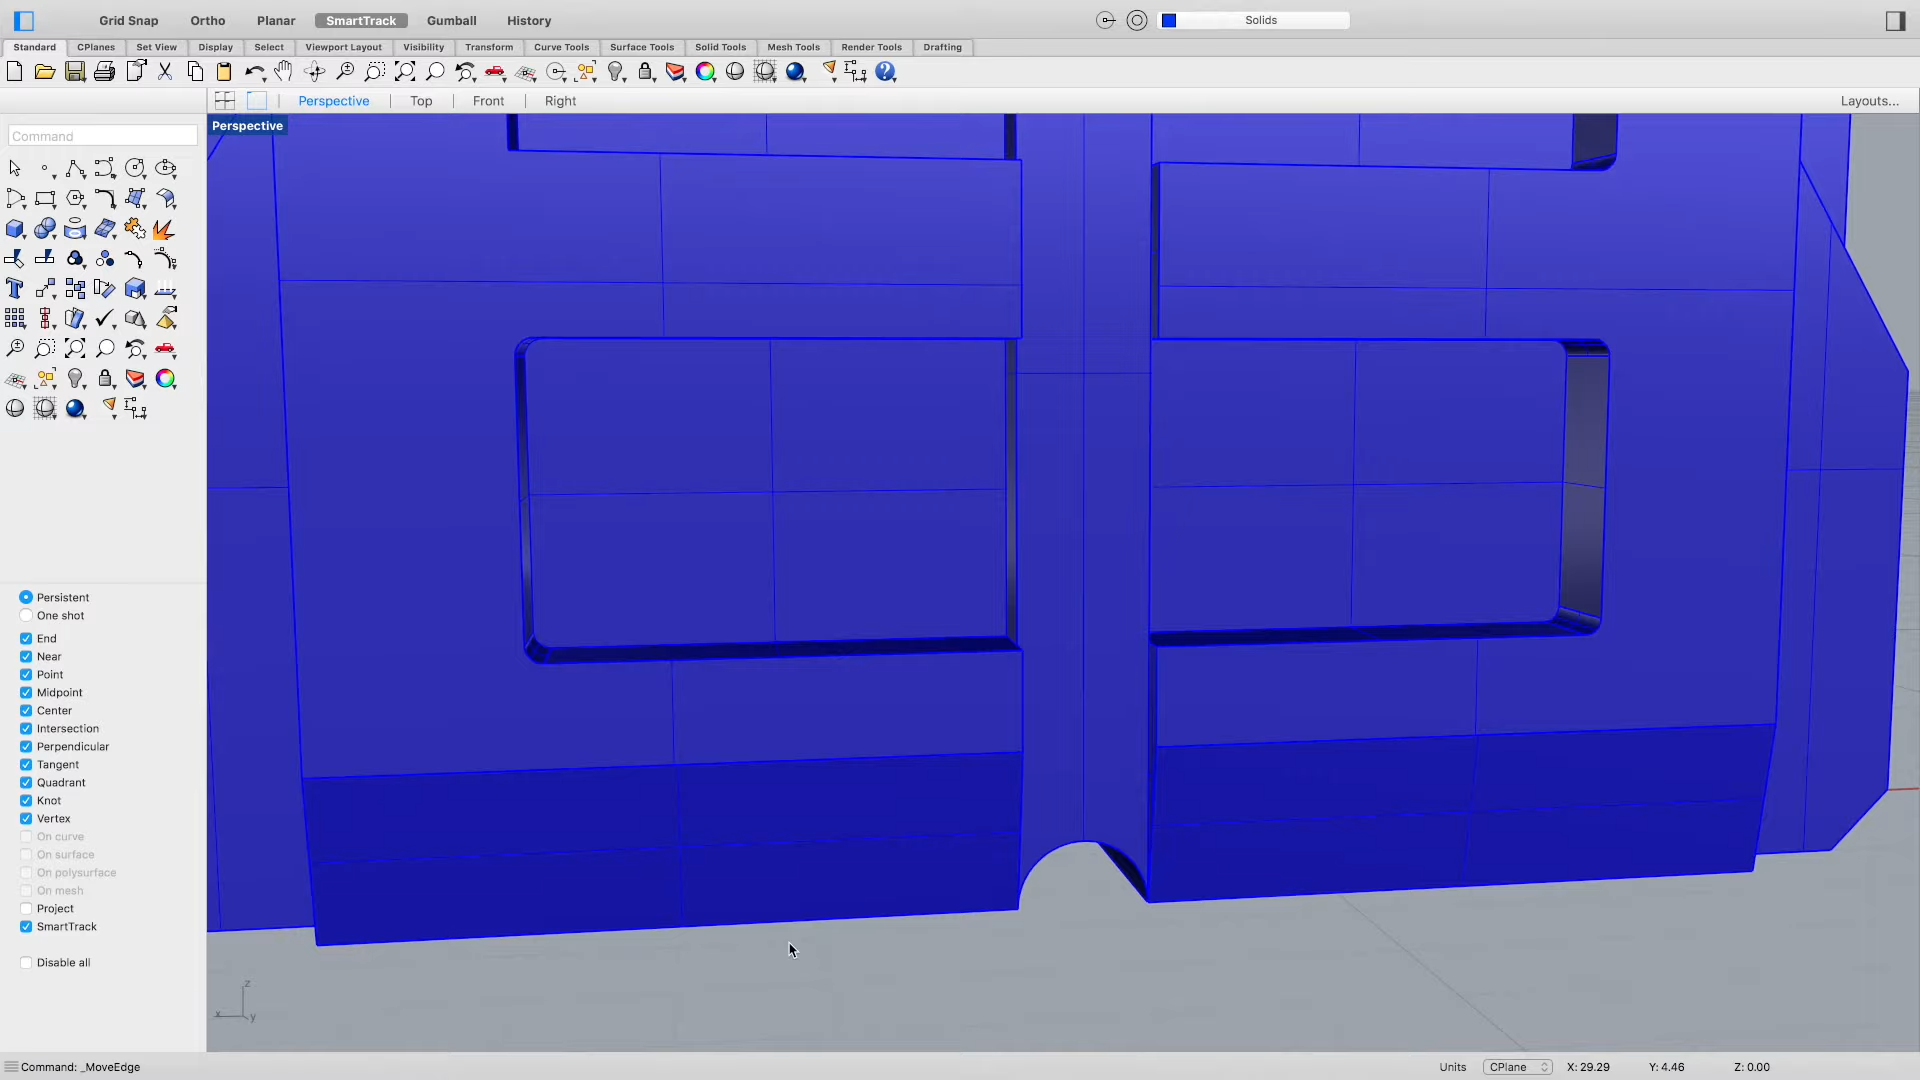 Grid Snap Ortho Planar SmartTrack Gumball History Solids
Standard CPlanes Set View Display Select Viewport Layout Visibility Transform Curve Tools Surface Tools Solid Tools Mesh Tools Render Tools Drafting
Perspective Top Front Right Layouts...
Perspective
Command
Persistent
One shot
End
Near
Point
Midpoint
Center
Intersection
Perpendicular
Tangent
Quadrant
Knot
Vertex
On curve
On surface
On polysurface
On mesh
Project
SmartTrack
Disable all
z
x y
Command: _MoveEdge Units CPlane X: 29.29 Y: 4.46 Z: 0.00